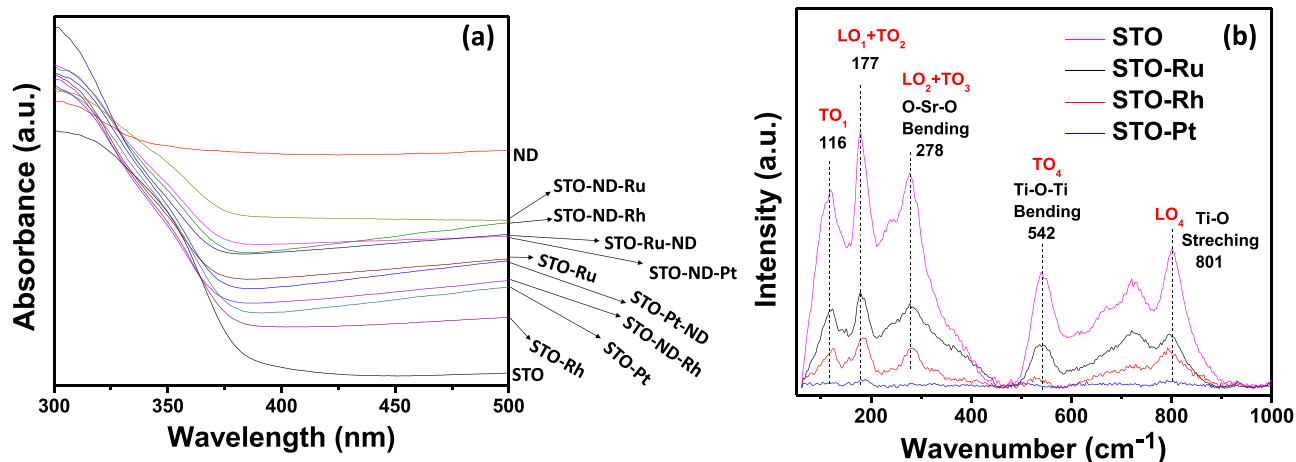 (a)
Absorbance (a.u.)
ND
STO-ND-Ru
STO-ND-Rh
STO-Ru-ND
STO-ND-Pt
STO-Ru
STO-Pt-ND
STO-ND-Rh
STO-Pt
STO-Rh
STO
300 350 400 450 500
Wavelength (nm)
(b)
Intensity (a.u.)
STO
STO-Ru
STO-Rh
STO-Pt
TO₁
116
LO₁+TO₂
177
LO₂+TO₃
O-Sr-O
Bending
278
TO₄
Ti-O-Ti
Bending
542
LO₄
Ti-O
Streching
801
200 400 600 800 1000
Wavenumber (cm⁻¹)